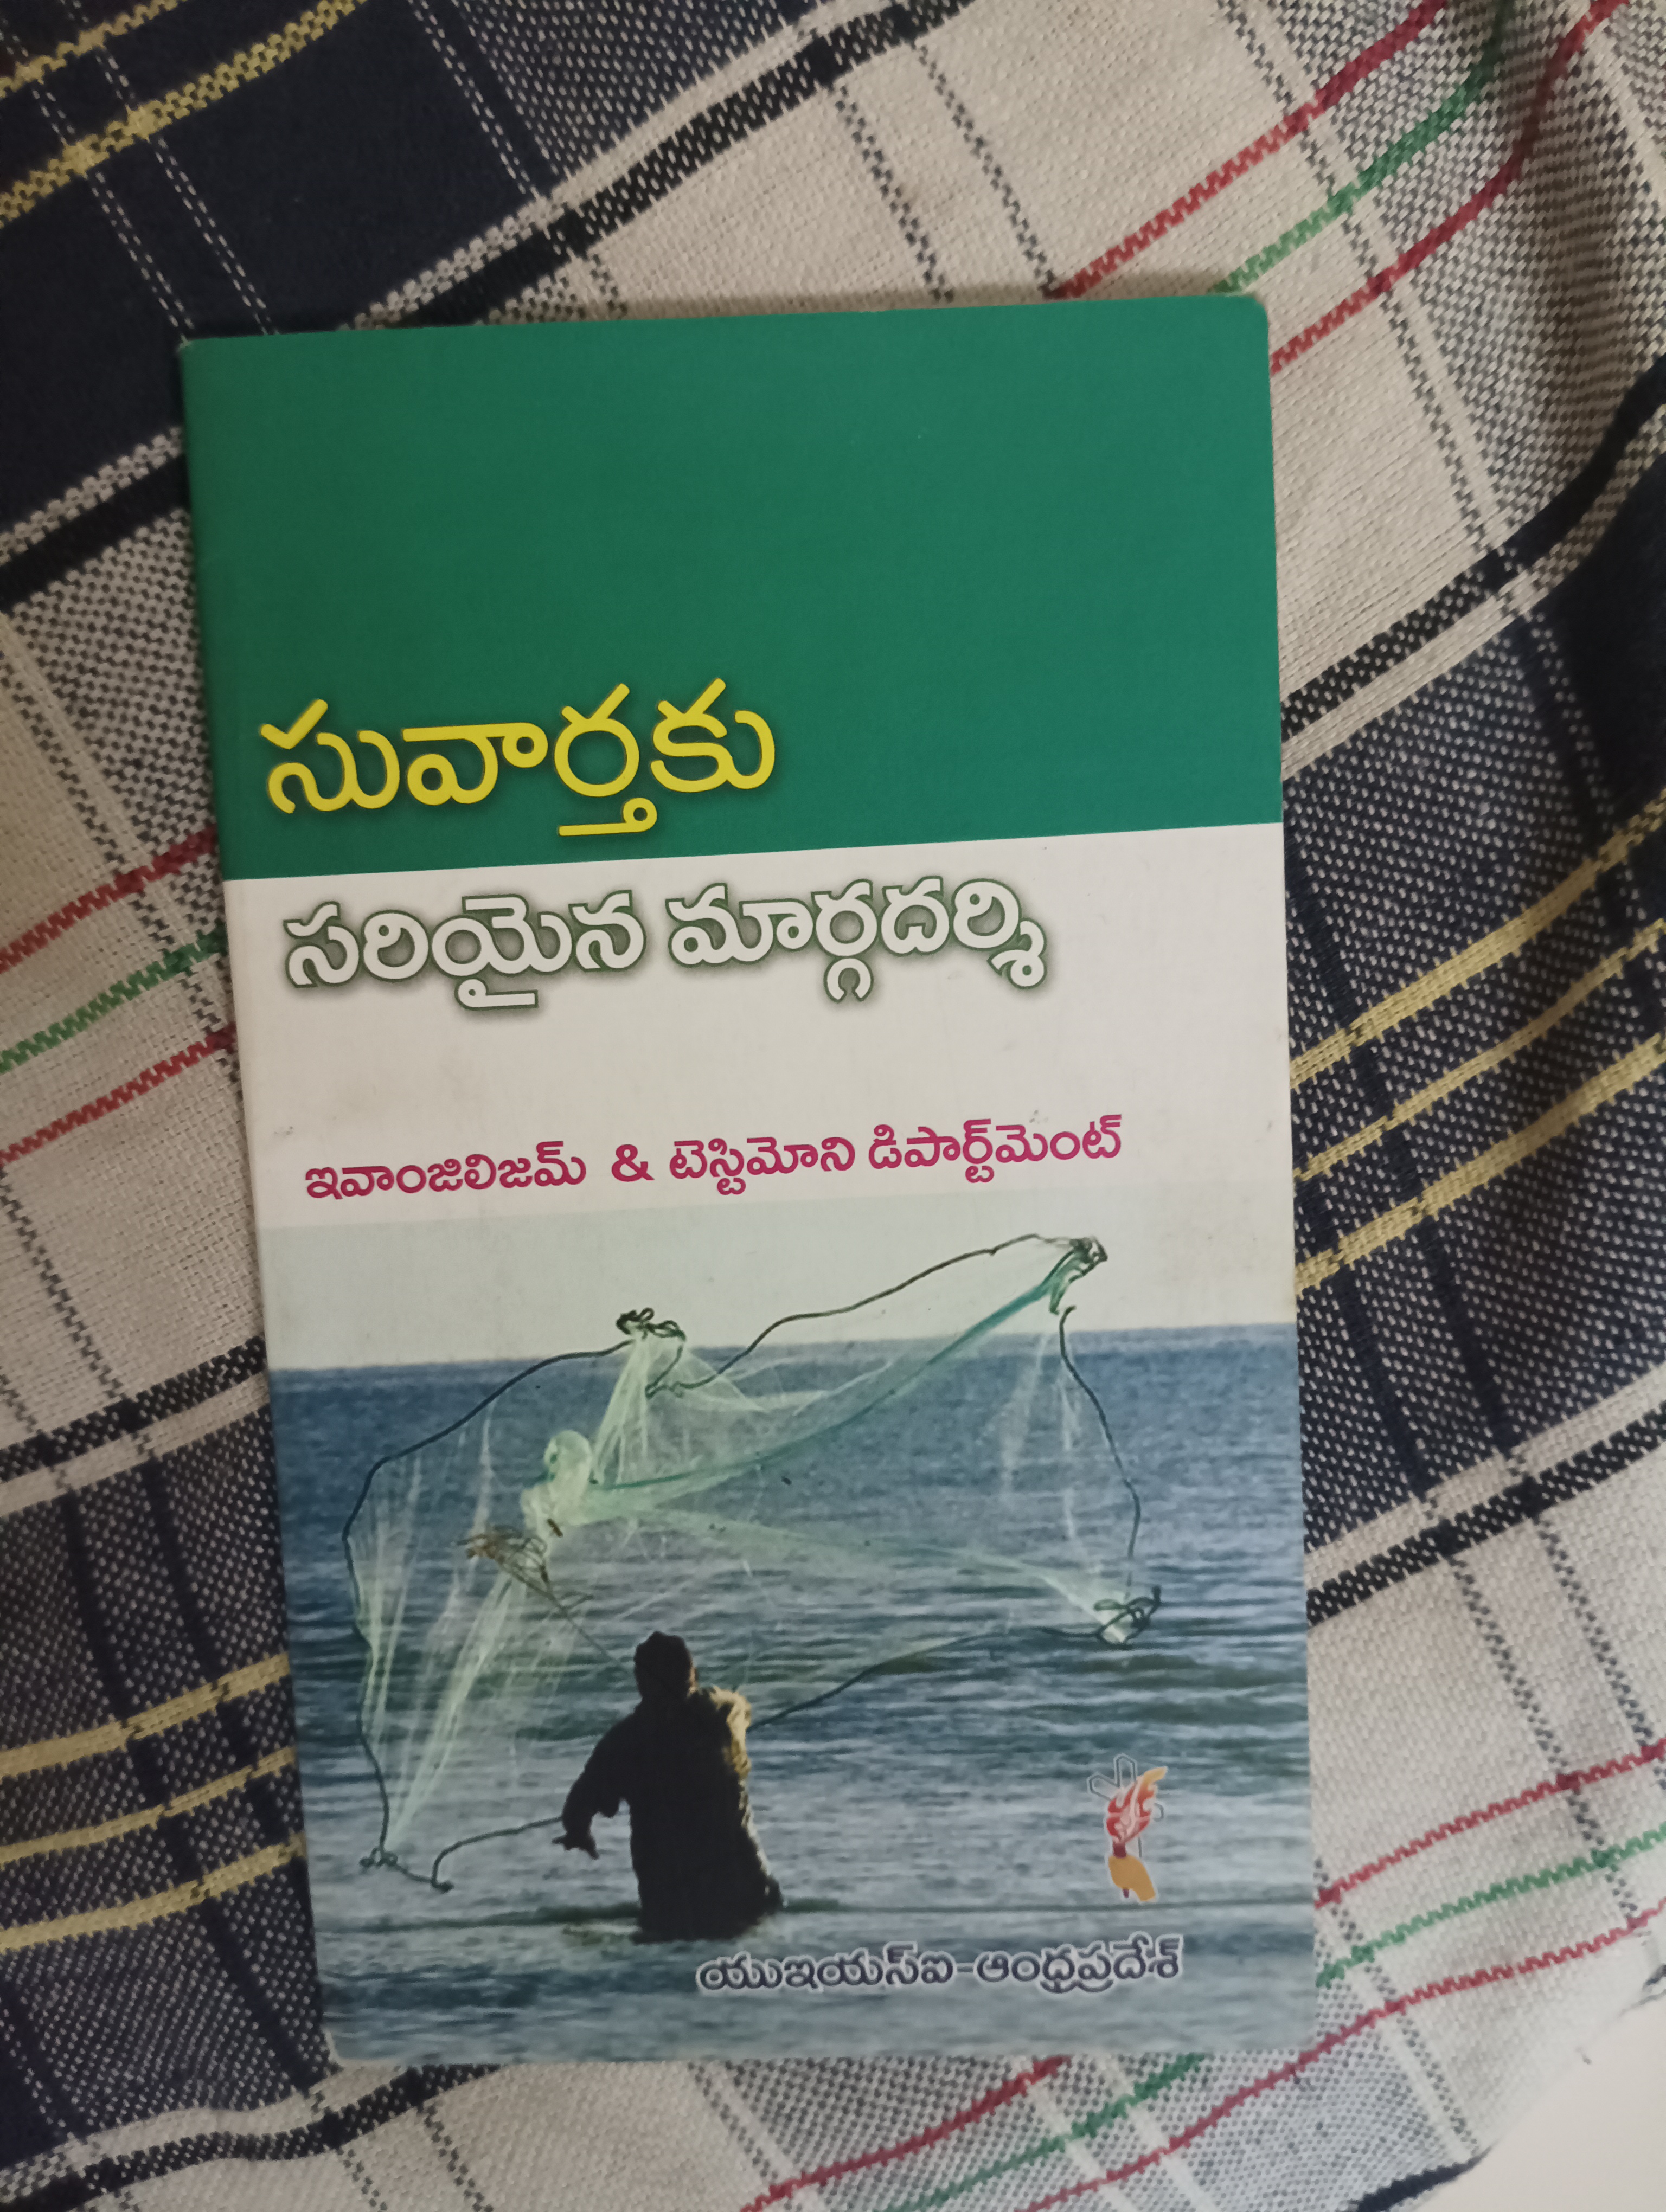 సువార్తకు
సరియైన మార్గదర్శి
ఇవాంజిలిజమ్ & టెస్టిమోని డిపార్ట్‌మెంట్
యుఇయస్ఐ-ఆంధ్రప్రదేశ్